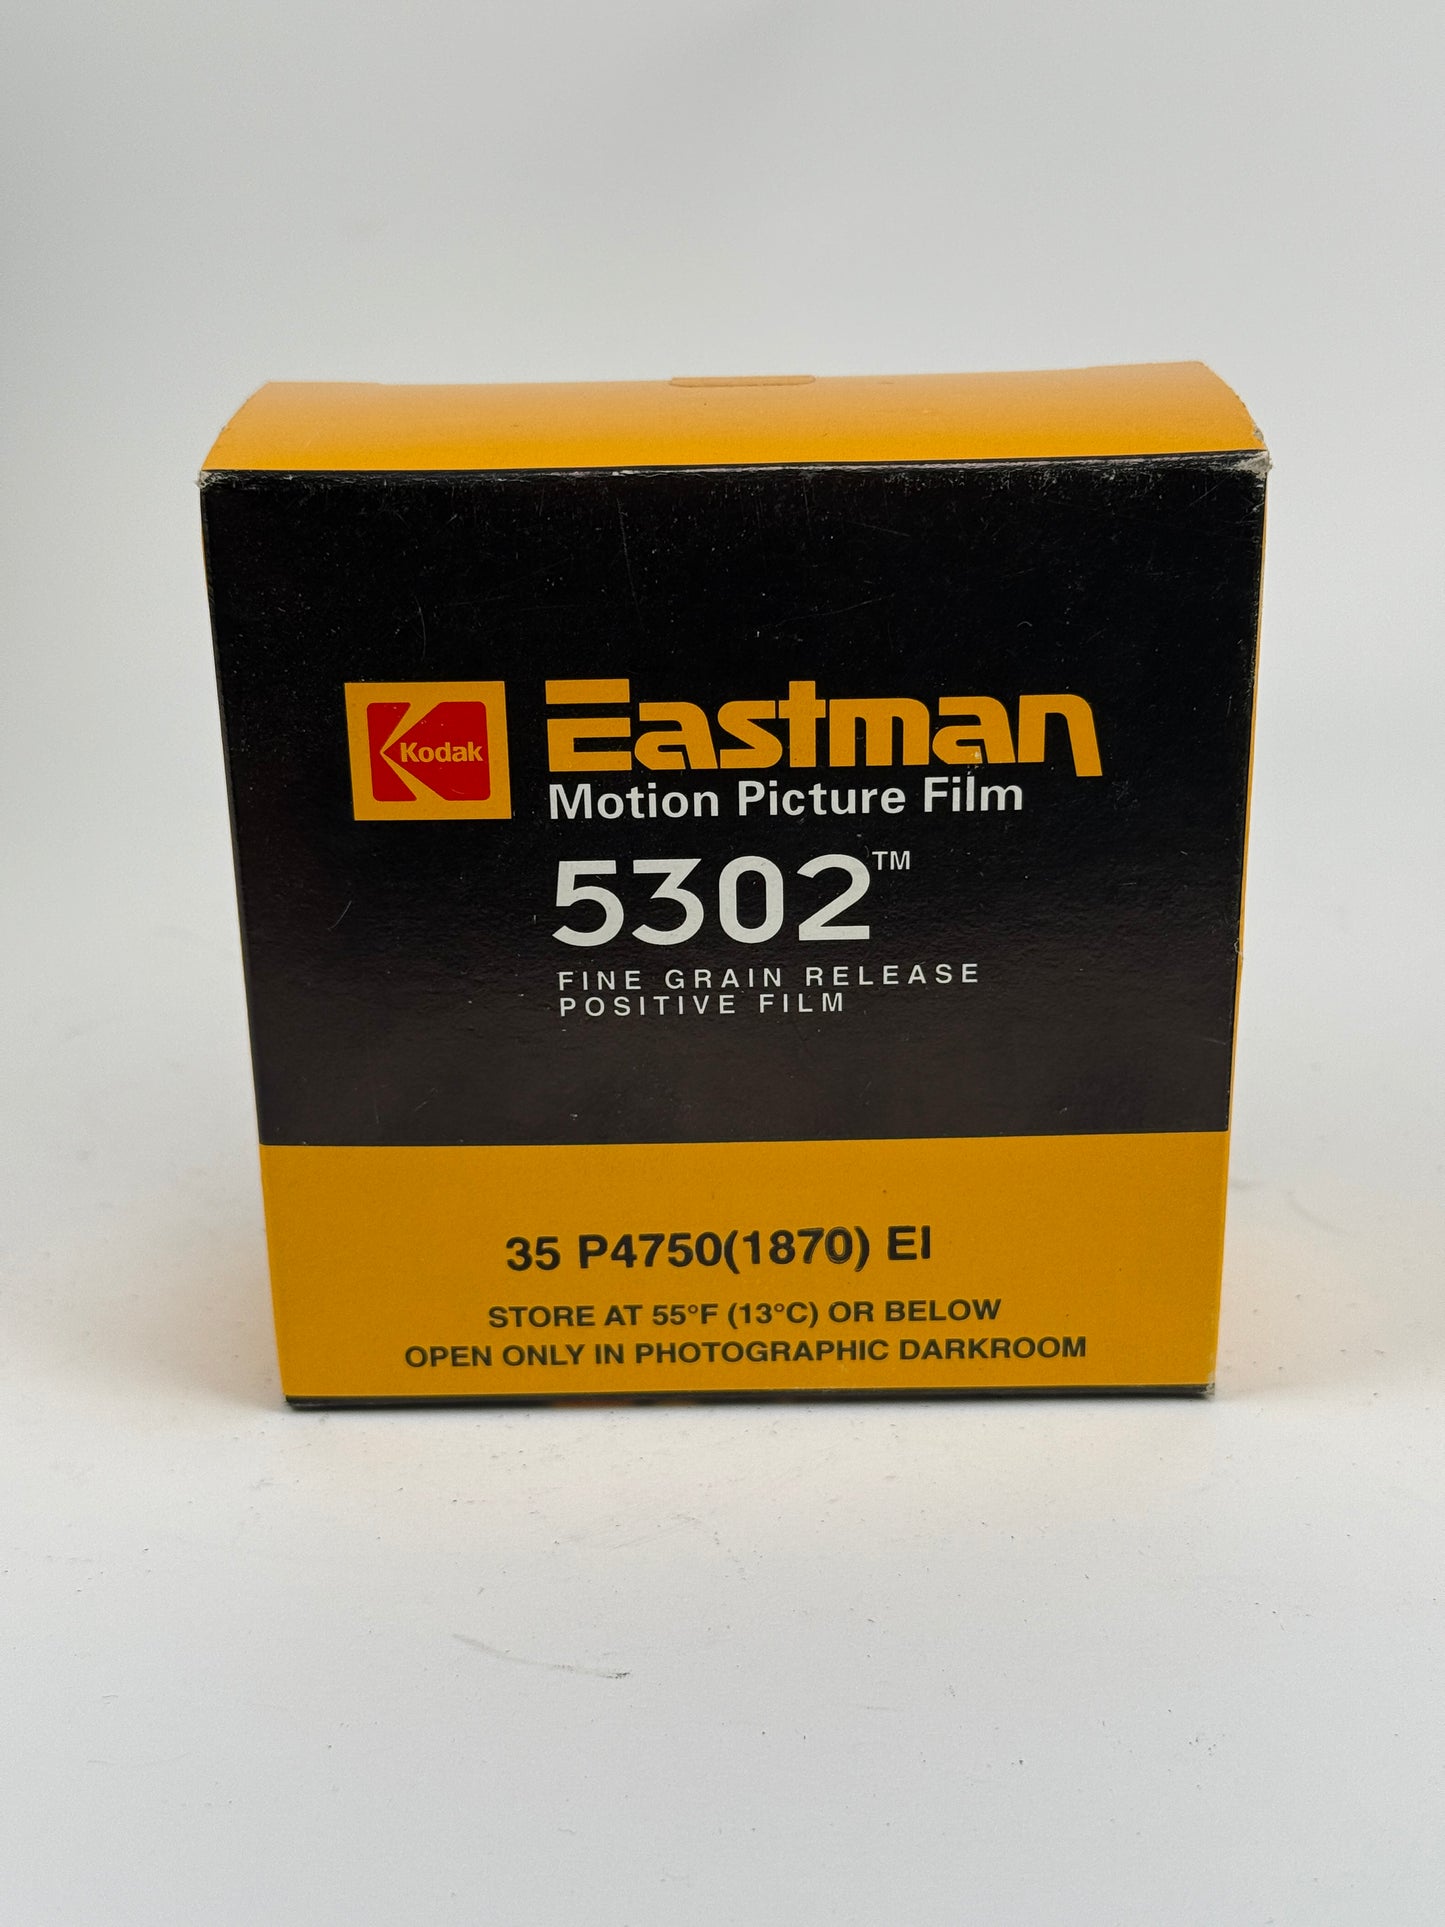 Kodak
Eastman
Motion Picture Film
5302™
FINE GRAIN RELEASE
POSITIVE FILM
35 P4750(1870) EI
STORE AT 55°F (13°C) OR BELOW
OPEN ONLY IN PHOTOGRAPHIC DARKROOM